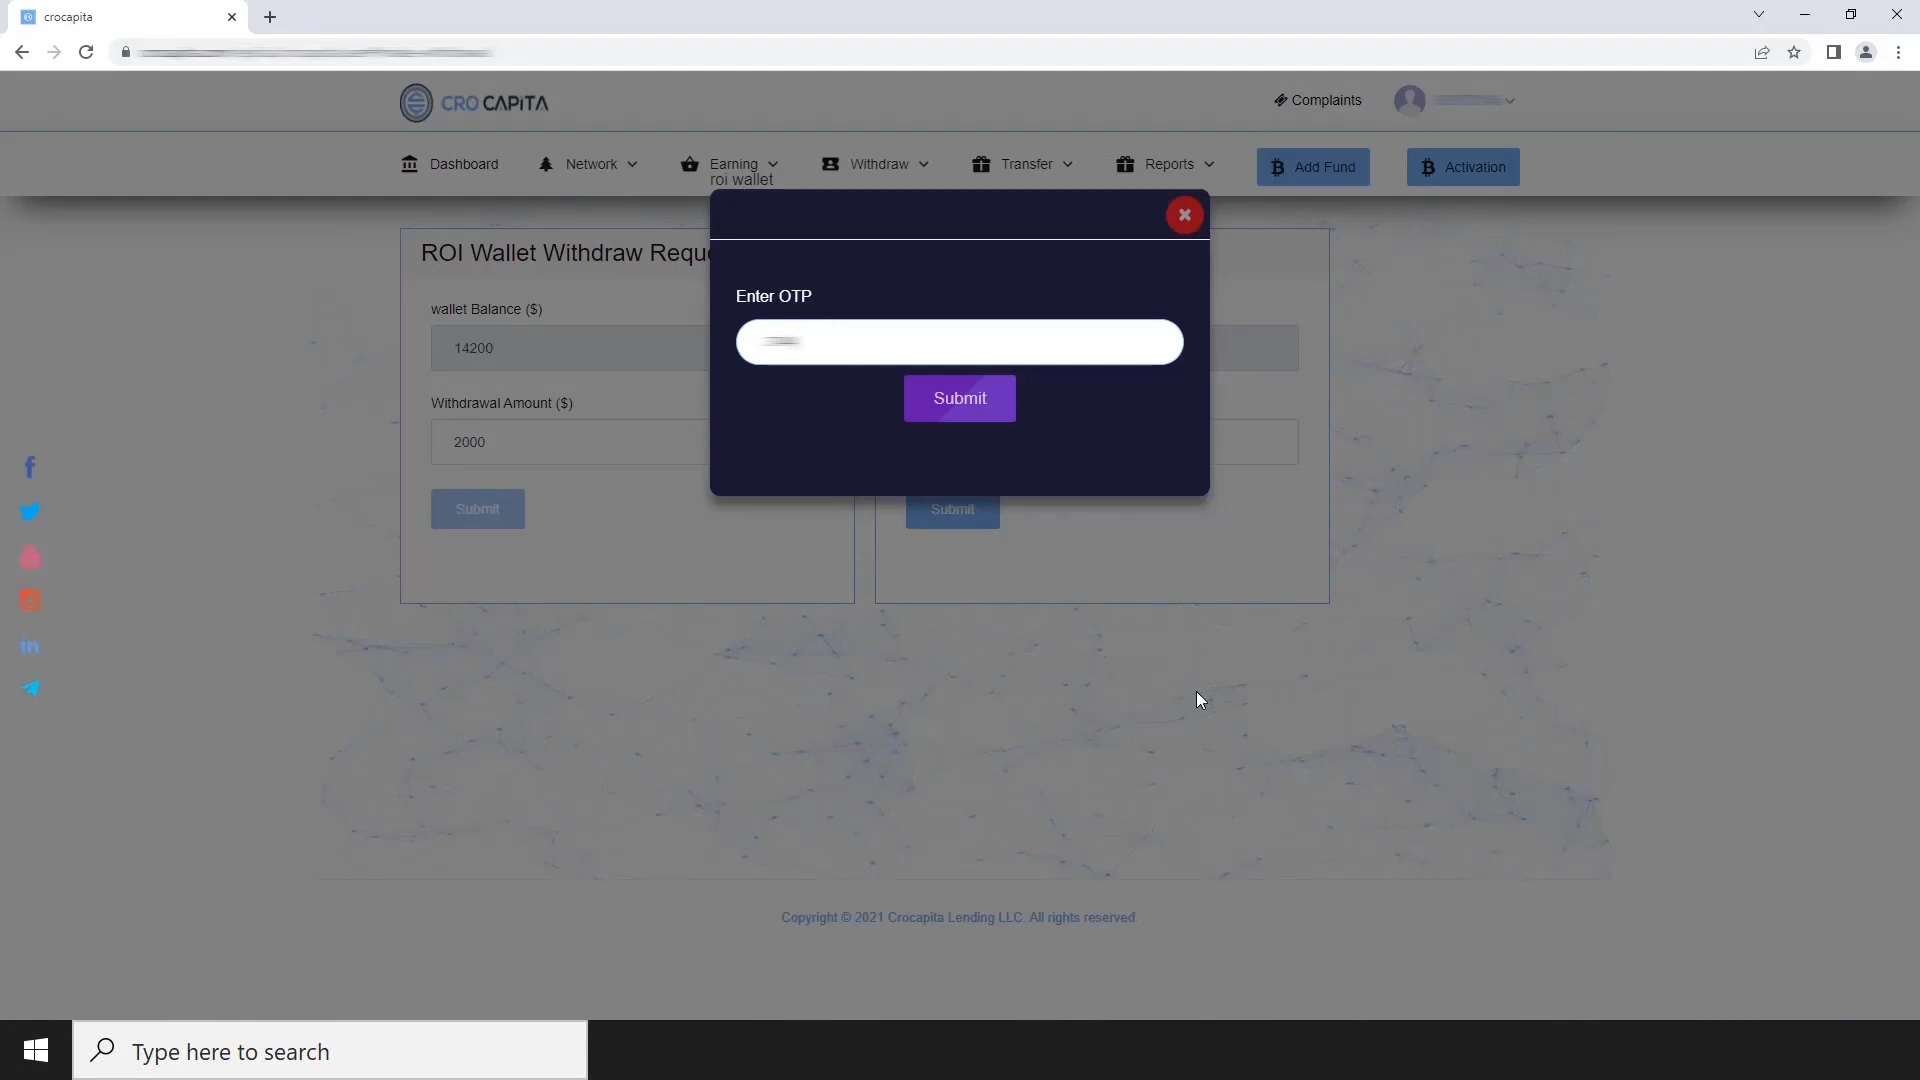 crocapita
CRO CAPITA
Complaints
Dashboard
Network
Earning
Withdraw
Transfer
Reports
Add Fund
Activation
roi wallet
ROI Wallet Withdraw Reque
Enter OTP
wallet Balance ($)
14200
Submit
Withdrawal Amount ($)
2000
Submit
Submit
Copyright © 2021 Crocapita Lending LLC. All rights reserved.
Type here to search